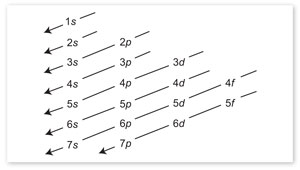 1s
2s 2p
3s 3p 3d
4s 4p 4d 4f
5s 5p 5d 5f
6s 6p 6d
7s 7p